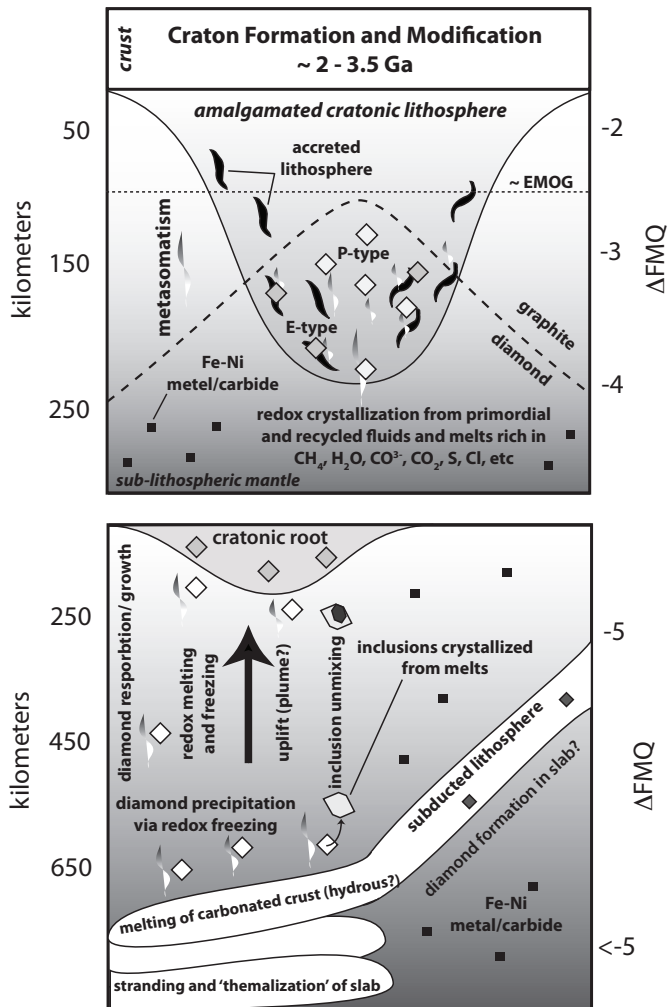 crust
Craton Formation and Modification
~ 2 - 3.5 Ga
amalgamated cratonic lithosphere
50
-2
accreted
lithosphere
~ EMOG
kilometers
metasomatism
P-type
150
-3
ΔFMQ
E-type
graphite
diamond
Fe-Ni
metel/carbide
-4
250
redox crystallization from primordial
and recycled fluids and melts rich in
CH₄, H₂O, CO³⁻, CO₂, S, Cl, etc
sub-lithospheric mantle
cratonic root
250
-5
diamond resporbtion/ growth
redox melting
and freezing
uplift (plume?)
inclusion unmixing
inclusions crystallized
from melts
kilometers
450
ΔFMQ
subducted lithosphere
diamond formation in slab?
diamond precipitation
via redox freezing
650
melting of carbonated crust (hydrous?)
Fe-Ni
metal/carbide
<-5
stranding and 'themalization' of slab